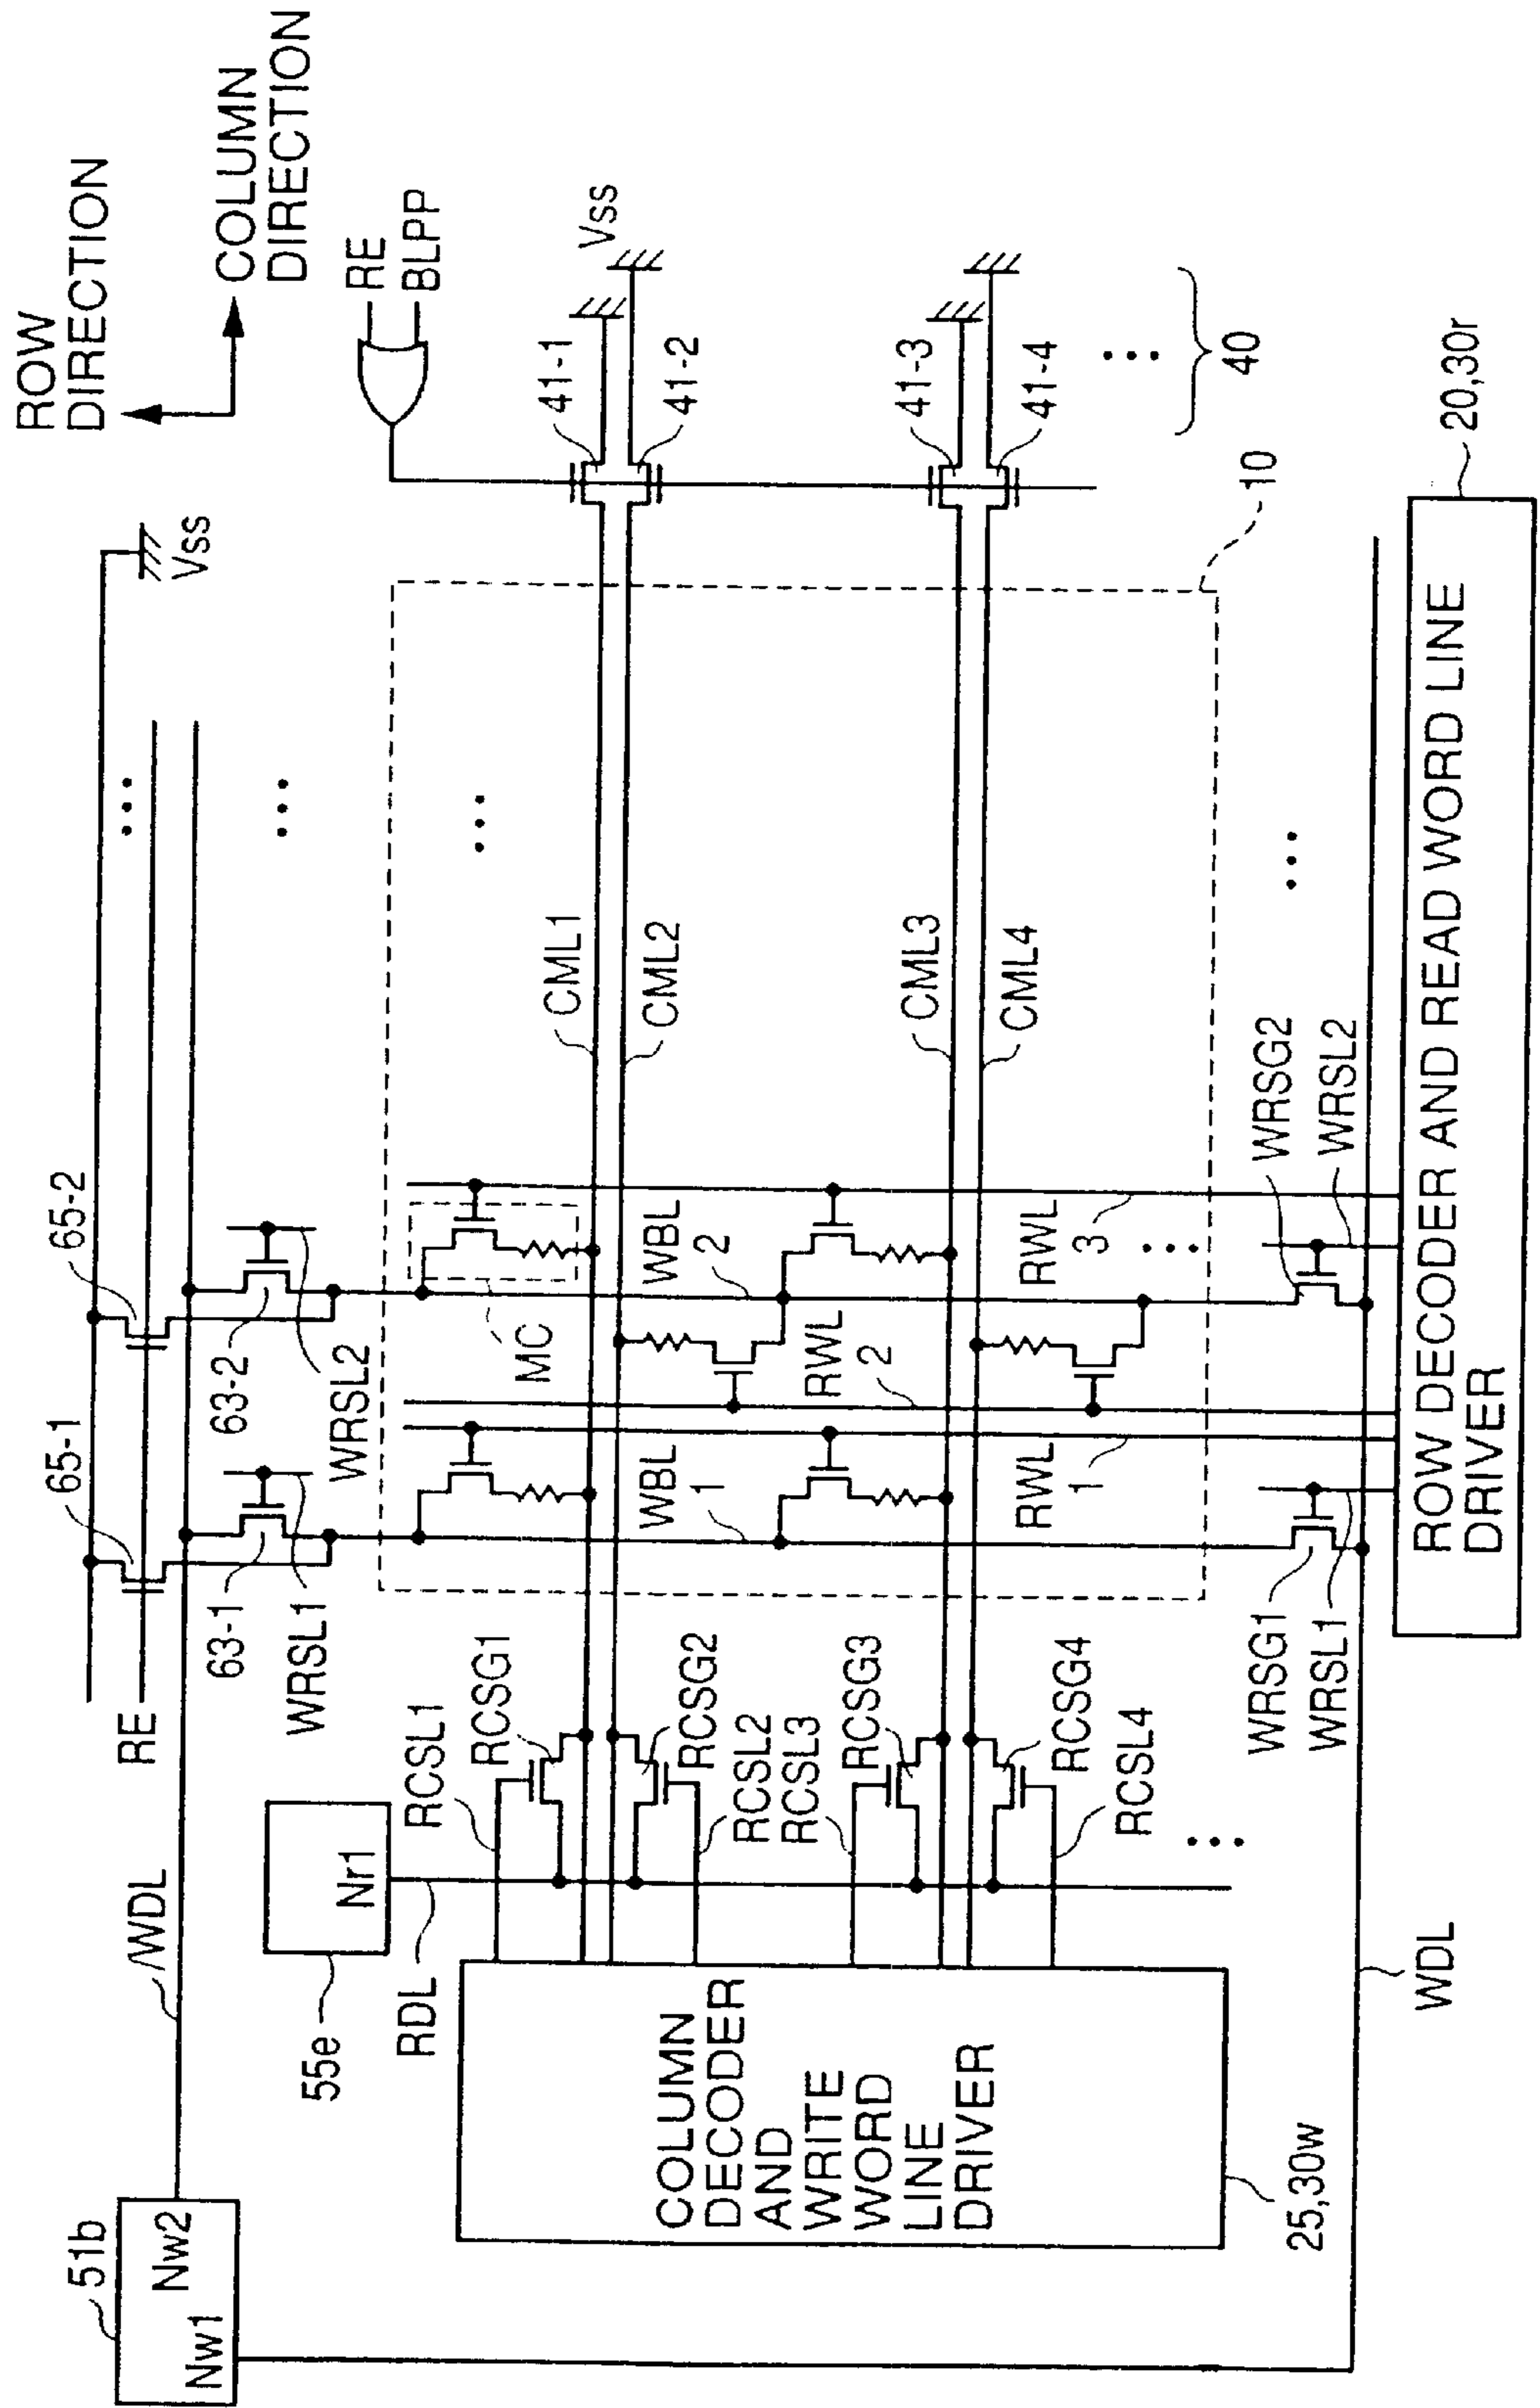 ROW
DIRECTION
COLUMN
DIRECTION
RE
BLPP
Vss
41-1
41-2
41-3
41-4
40
...
Vss
...
...
...
...
10
20,30r
65-2
65-1
63-2
63-1
WRSL2
WRSL1
RE
/WDL
51b
Nw2
Nw1
55e
Nr1
RDL
MC
CML1
CML2
CML3
CML4
WBL
2
WBL
1
RWL
2
RWL
3
RWL
1
...
RCSL1
RCSG1
RCSG2
RCSL2
RCSL3
RCSG3
RCSG4
RCSL4
...
WRSG2
WRSL2
WRSG1
WRSL1
WDL
COLUMN
DECODER
AND
WRITE
WORD
LINE
DRIVER
25,30w
ROW DECODER AND READ WORD LINE
DRIVER